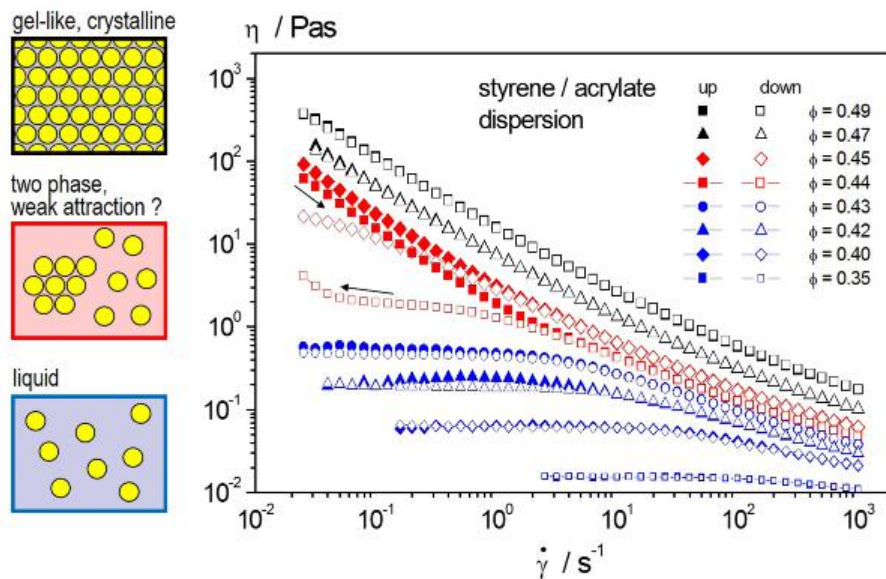 gel-like, crystalline
two phase,
weak attraction ?
liquid
η / Pas
10³
10²
10¹
10⁰
10⁻¹
10⁻²
styrene / acrylate
dispersion
up down
ϕ = 0.49
ϕ = 0.47
ϕ = 0.45
ϕ = 0.44
ϕ = 0.43
ϕ = 0.42
ϕ = 0.40
ϕ = 0.35
10⁻² 10⁻¹ 10⁰ 10¹ 10² 10³
γ̇ / s⁻¹